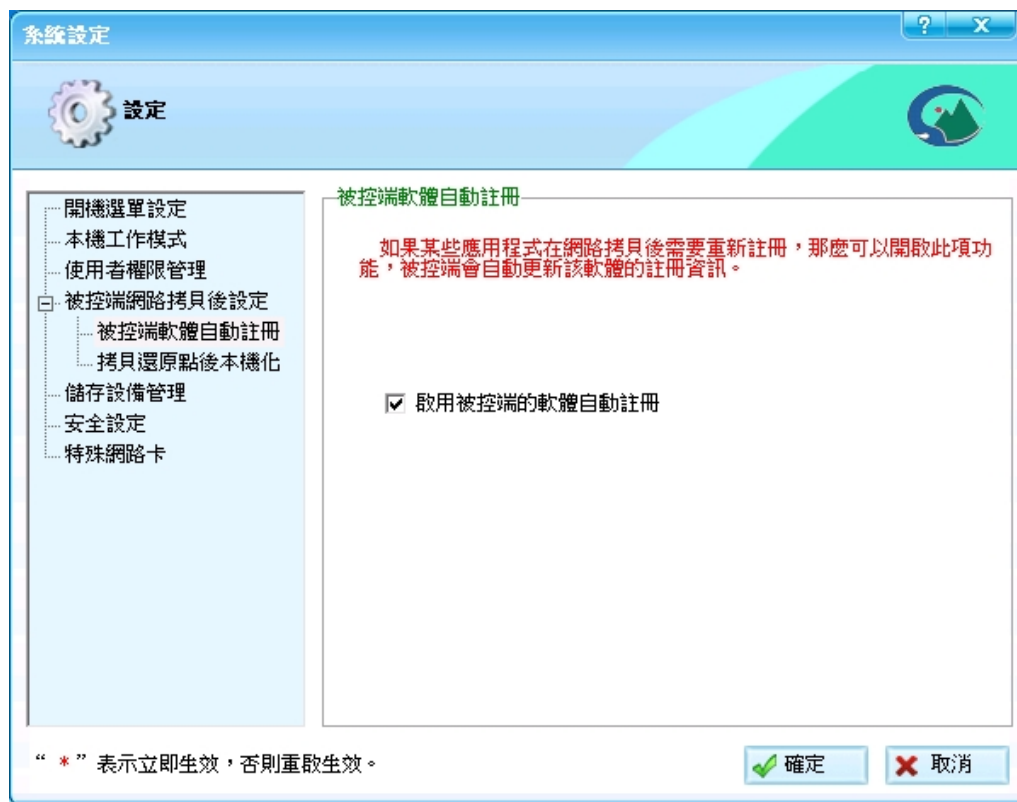 系統設定
設定
開機選單設定
本機工作模式
使用者權限管理
被控端網路拷貝後設定
被控端軟體自動註冊
拷貝還原點後本機化
儲存設備管理
安全設定
特殊網路卡
被控端軟體自動註冊
如果某些應用程式在網路拷貝後需要重新註冊，那麼可以開啟此項功
能，被控端會自動更新該軟體的註冊資訊。
啟用被控端的軟體自動註冊
“ * ” 表示立即生效，否則重啟生效。
確定
取消